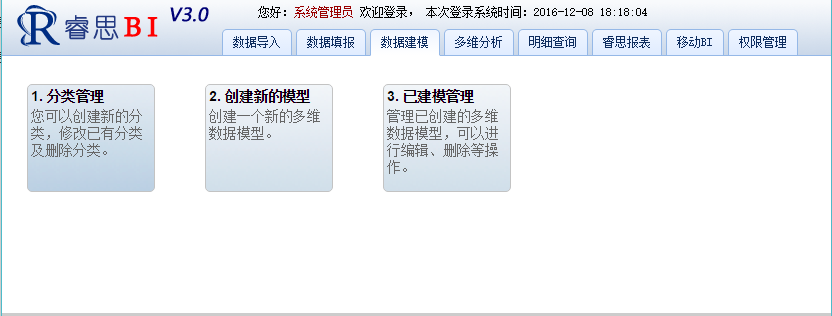 睿思BI V3.0
您好：系统管理员 欢迎登录， 本次登录系统时间：2016-12-08 18:18:04
数据导入 数据填报 数据建模 多维分析 明细查询 睿思报表 移动BI 权限管理
1. 分类管理
您可以创建新的分
类，修改已有分类
及删除分类。
2. 创建新的模型
创建一个新的多维
数据模型。
3. 已建模管理
管理已创建的多维
数据模型，可以进
行编辑、删除等操
作。